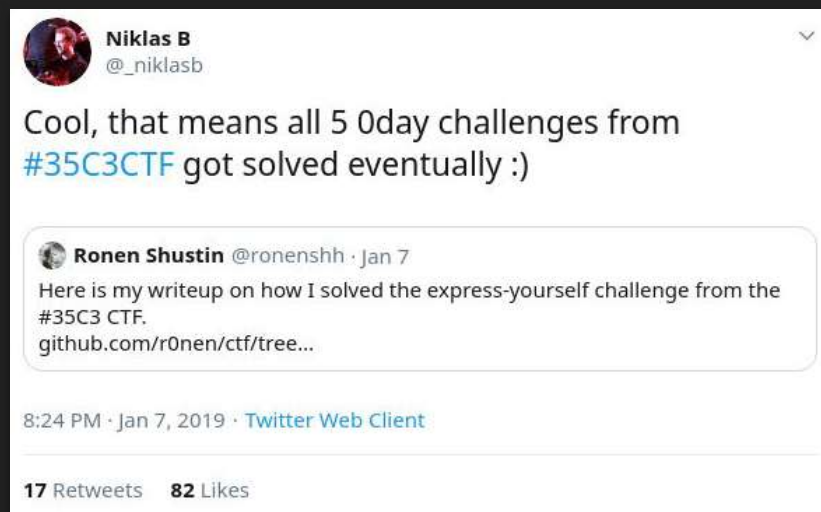 Niklas B
@_niklasb
Cool, that means all 5 0day challenges from
#35C3CTF got solved eventually :)
Ronen Shustin @ronenshh · Jan 7
Here is my writeup on how I solved the express-yourself challenge from the
#35C3 CTF.
github.com/r0nen/ctf/tree...
8:24 PM · Jan 7, 2019 · Twitter Web Client
17 Retweets 82 Likes